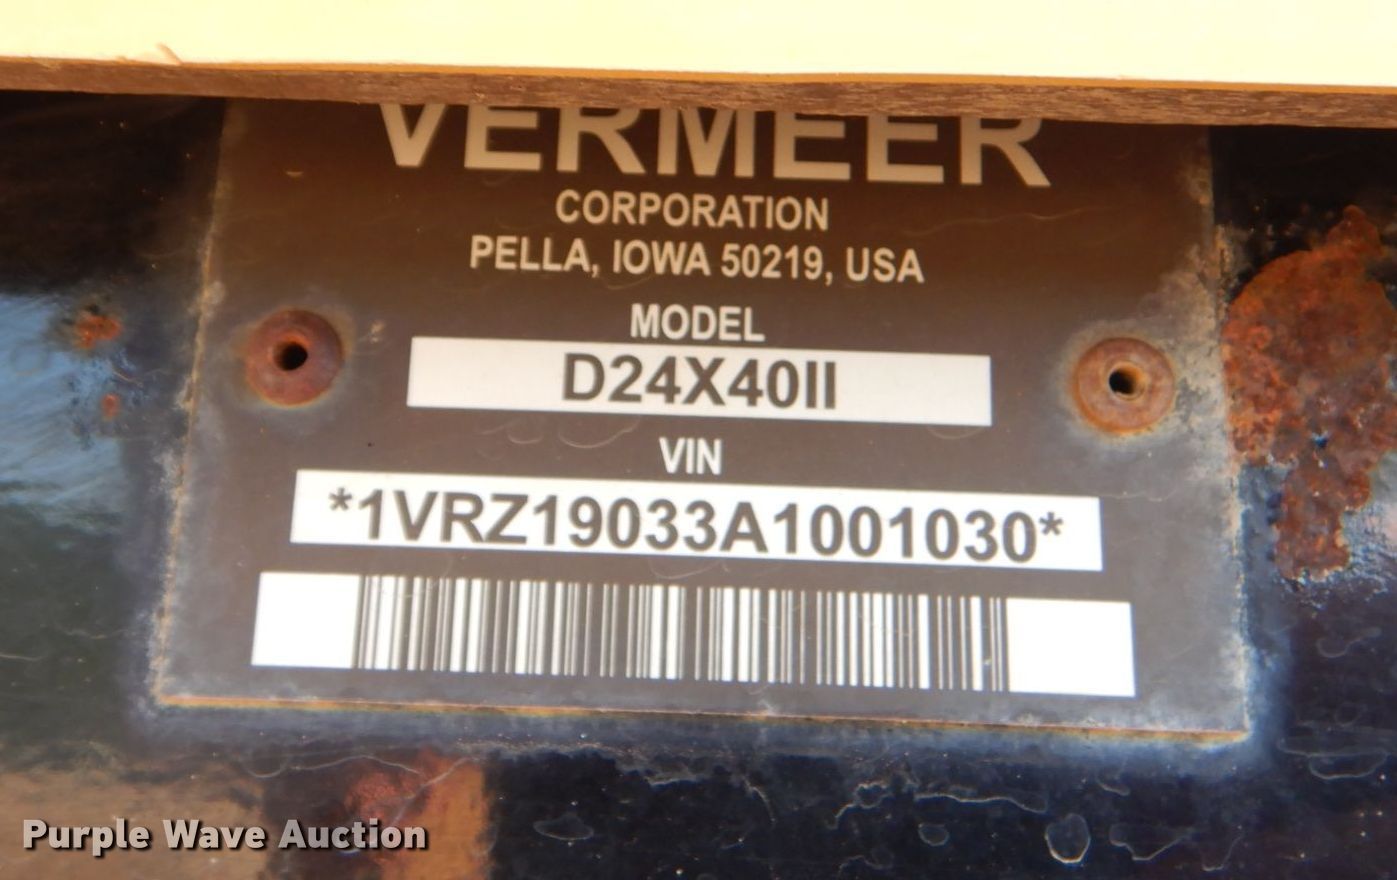 VERMEER
CORPORATION
PELLA, IOWA 50219, USA
MODEL
D24X40II
VIN
*1VRZ19033A1001030*
Purple Wave Auction